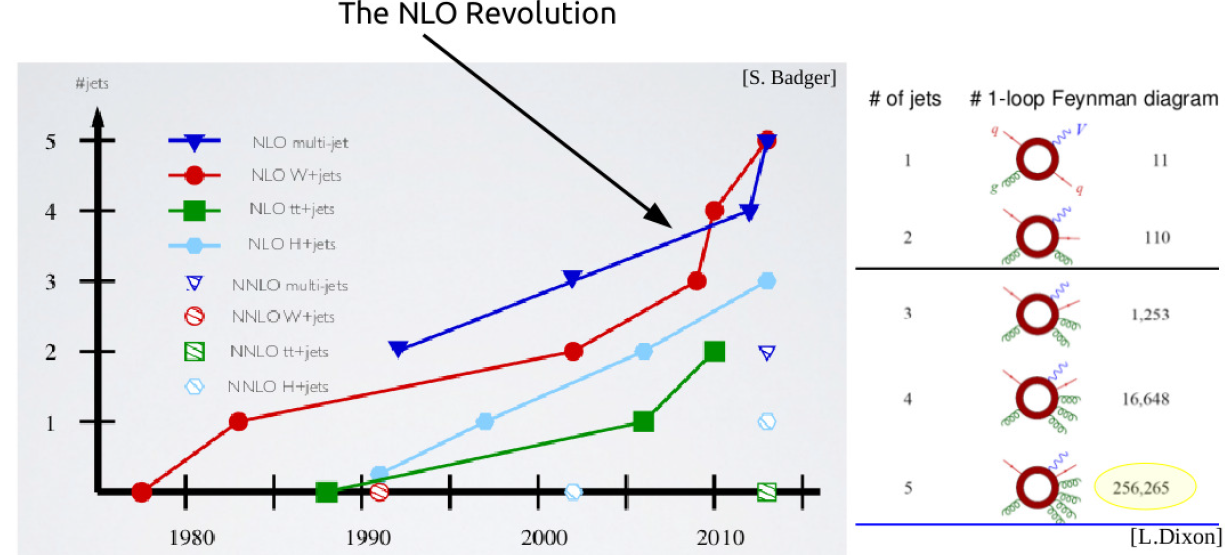 The NLO Revolution
[S. Badger]
#jets
5
4
3
2
1
NLO multi-jet
NLO W+jets
NLO tt+jets
NLO H+jets
NNLO multi-jets
NNLO W+jets
NNLO tt+jets
NNLO H+jets
1980 1990 2000 2010
# of jets # 1-loop Feynman diagram
q V
1 11
g q
2 110
3 1,253
4 16,648
5 256,265
[L.Dixon]